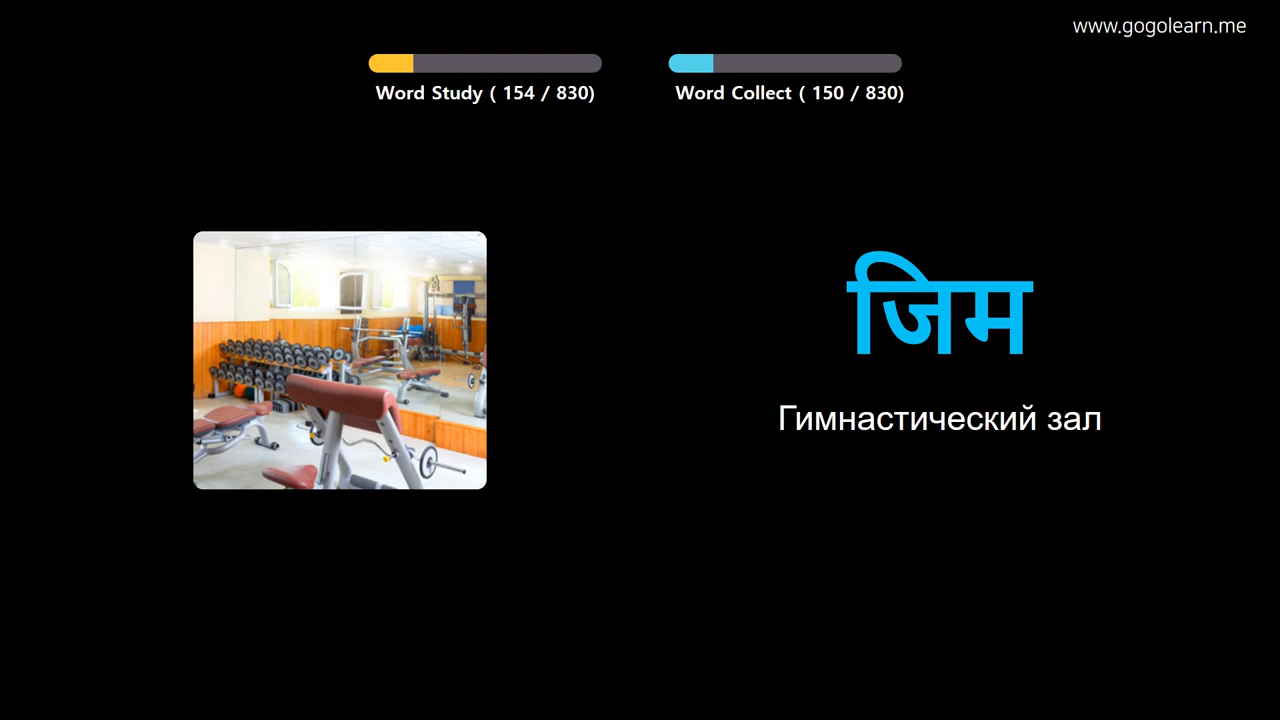 www.gogolearn.me
Word Study ( 154 / 830)
Word Collect ( 150 / 830)
जिम
Гимнастический зал